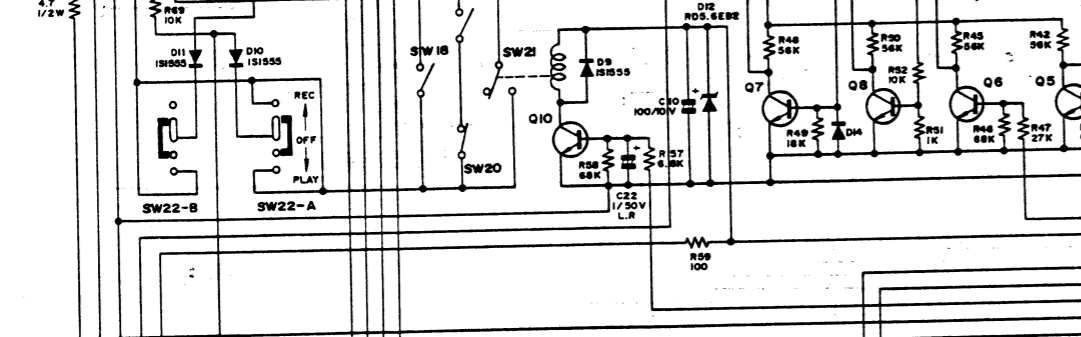 4.7
1/2W
R69
10K
D11
1S1555
D10
1S1555
REC
OFF
PLAY
SW22-B
SW22-A
SW18
SW21
SW20
D9
1S1555
Q10
R58
68K
C22
1/50V
L.R
R57
6.8K
100/10V
D12
RD5.6EB2
R59
100
R48
56K
Q7
R49
18K
D14
R50
56K
R52
10K
Q8
R51
1K
R45
56K
Q6
R46
68K
R47
27K
R42
56K
Q5